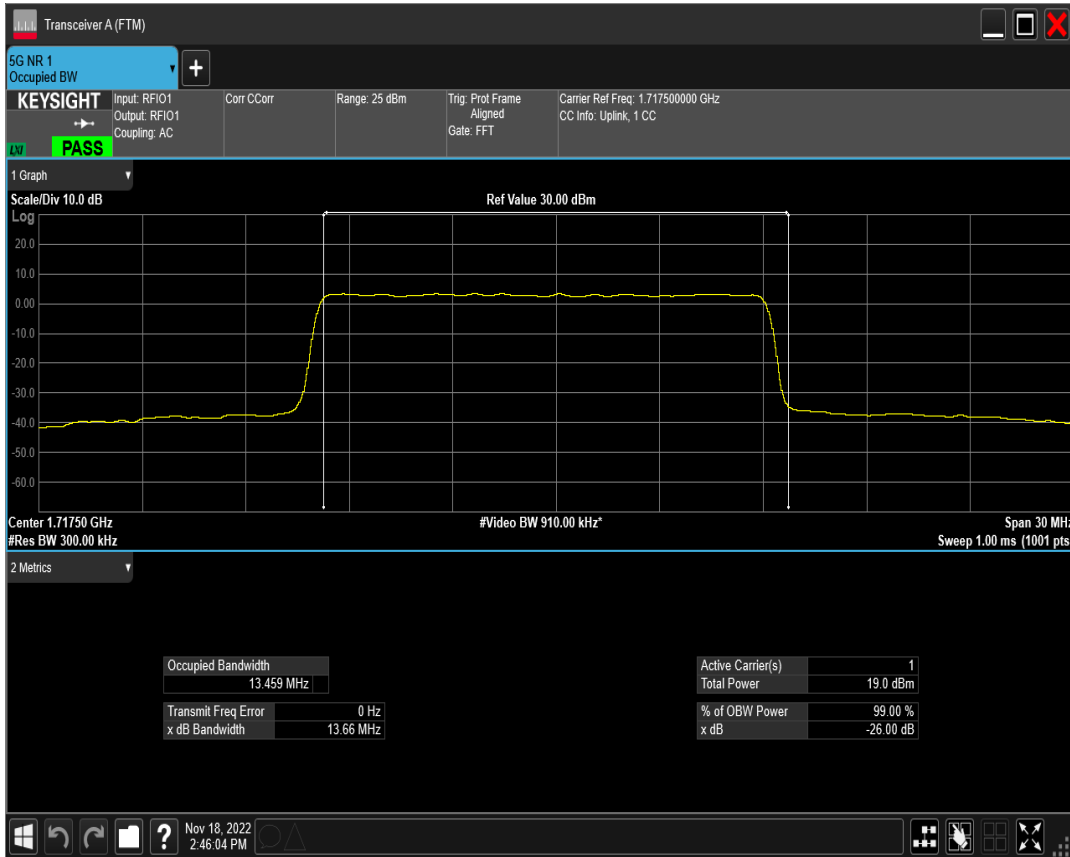 Transceiver A (FTM)
5G NR 1
Occupied BW
+
KEYSIGHT
LXI
PASS
Input: RFIO1
Output: RFIO1
Coupling: AC
Corr CCorr
Range: 25 dBm
Trig: Prot Frame
Aligned
Gate: FFT
Carrier Ref Freq: 1.717500000 GHz
CC Info: Uplink, 1 CC
1 Graph
Scale/Div 10.0 dB
Ref Value 30.00 dBm
Log
20.0
10.0
0.00
-10.0
-20.0
-30.0
-40.0
-50.0
-60.0
Center 1.71750 GHz
#Video BW 910.00 kHz*
Span 30 MHz
#Res BW 300.00 kHz
Sweep 1.00 ms (1001 pts
2 Metrics
Occupied Bandwidth
13.459 MHz
Transmit Freq Error 0 Hz
x dB Bandwidth 13.66 MHz
Active Carrier(s) 1
Total Power 19.0 dBm
% of OBW Power 99.00 %
x dB -26.00 dB
?
Nov 18, 2022
2:46:04 PM